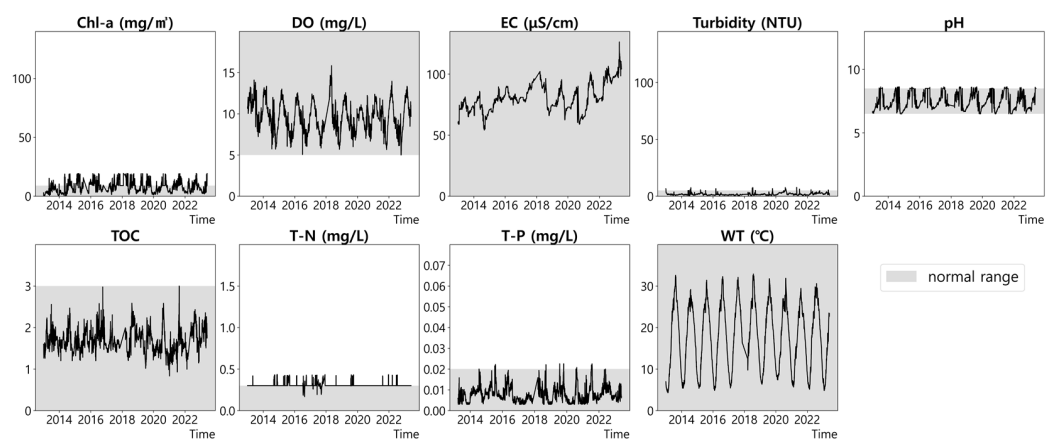 Chl-a (mg/㎥)
DO (mg/L)
EC (μS/cm)
Turbidity (NTU)
pH
100
50
0
2014 2016 2018 2020 2022
Time
15
10
5
0
2014 2016 2018 2020 2022
Time
100
50
0
2014 2016 2018 2020 2022
Time
100
50
0
2014 2016 2018 2020 2022
Time
10
5
0
2014 2016 2018 2020 2022
Time
TOC
T-N (mg/L)
T-P (mg/L)
WT (℃)
3
2
1
0
2014 2016 2018 2020 2022
Time
1.5
1.0
0.5
0.0
2014 2016 2018 2020 2022
Time
0.07
0.06
0.05
0.04
0.03
0.02
0.01
0.00
2014 2016 2018 2020 2022
Time
40
30
20
10
0
2014 2016 2018 2020 2022
Time
normal range